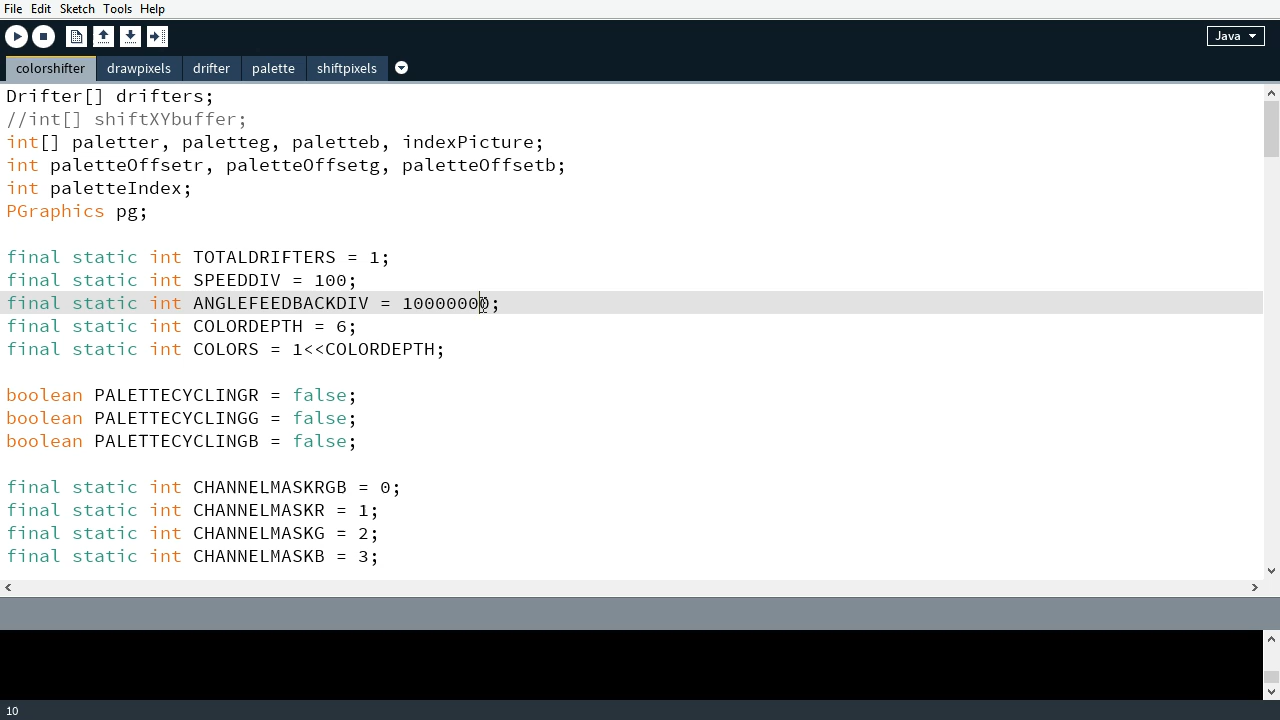 File Edit Sketch Tools Help
Java
colorshifter drawpixels drifter palette shiftpixels
Drifter[] drifters;
//int[] shiftXYbuffer;
int[] paletter, paletteg, paletteb, indexPicture;
int paletteOffsetr, paletteOffsetg, paletteOffsetb;
int paletteIndex;
PGraphics pg;
final static int TOTALDRIFTERS = 1;
final static int SPEEDDIV = 100;
final static int ANGLEFEEDBACKDIV = 10000000;
final static int COLORDEPTH = 6;
final static int COLORS = 1<<COLORDEPTH;
boolean PALETTECYCLINGR = false;
boolean PALETTECYCLINGG = false;
boolean PALETTECYCLINGB = false;
final static int CHANNELMASKRGB = 0;
final static int CHANNELMASKR = 1;
final static int CHANNELMASKG = 2;
final static int CHANNELMASKB = 3;
10